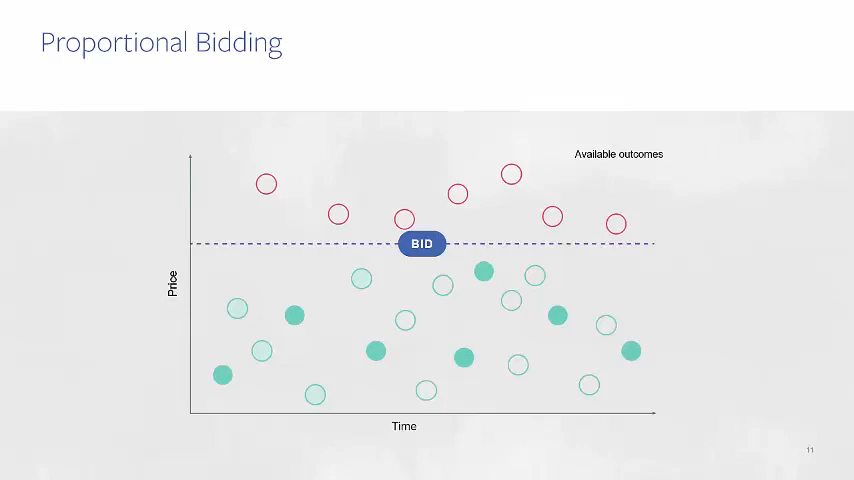 Proportional Bidding
Available outcomes
BID
Price
Time
11